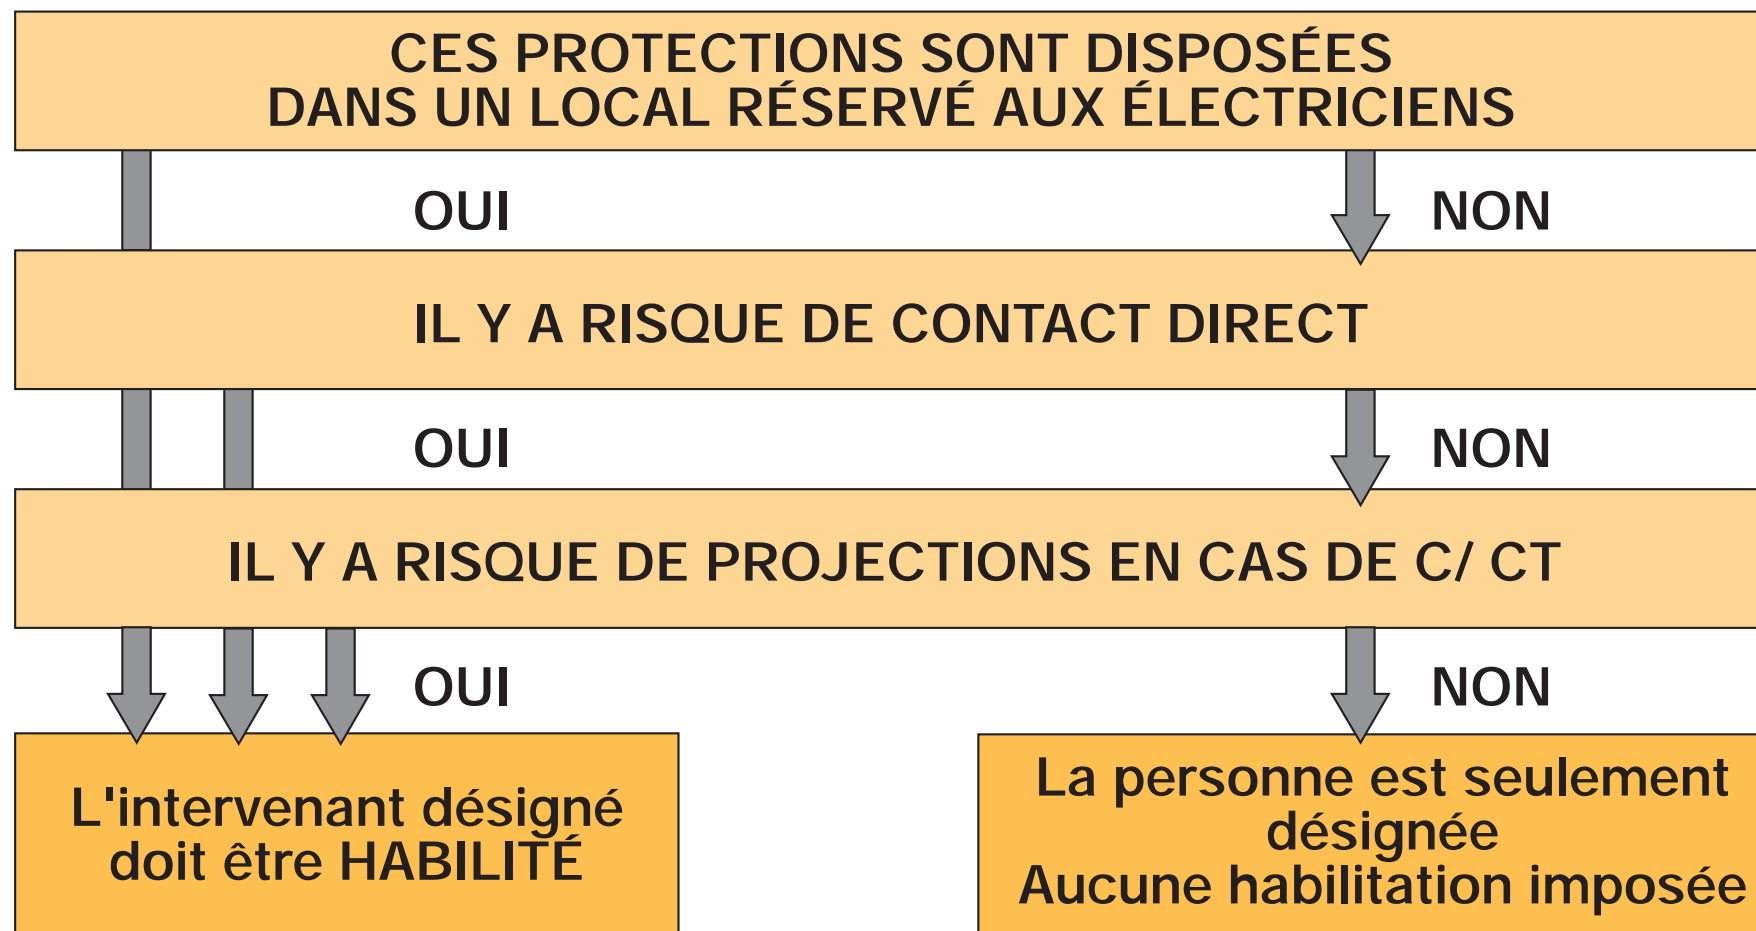 CES PROTECTIONS SONT DISPOSÉES
DANS UN LOCAL RÉSERVÉ AUX ÉLECTRICIENS
OUI
NON
IL Y A RISQUE DE CONTACT DIRECT
OUI
NON
IL Y A RISQUE DE PROJECTIONS EN CAS DE C/ CT
OUI
NON
L'intervenant désigné
doit être HABILITÉ
La personne est seulement
désignée
Aucune habilitation imposée